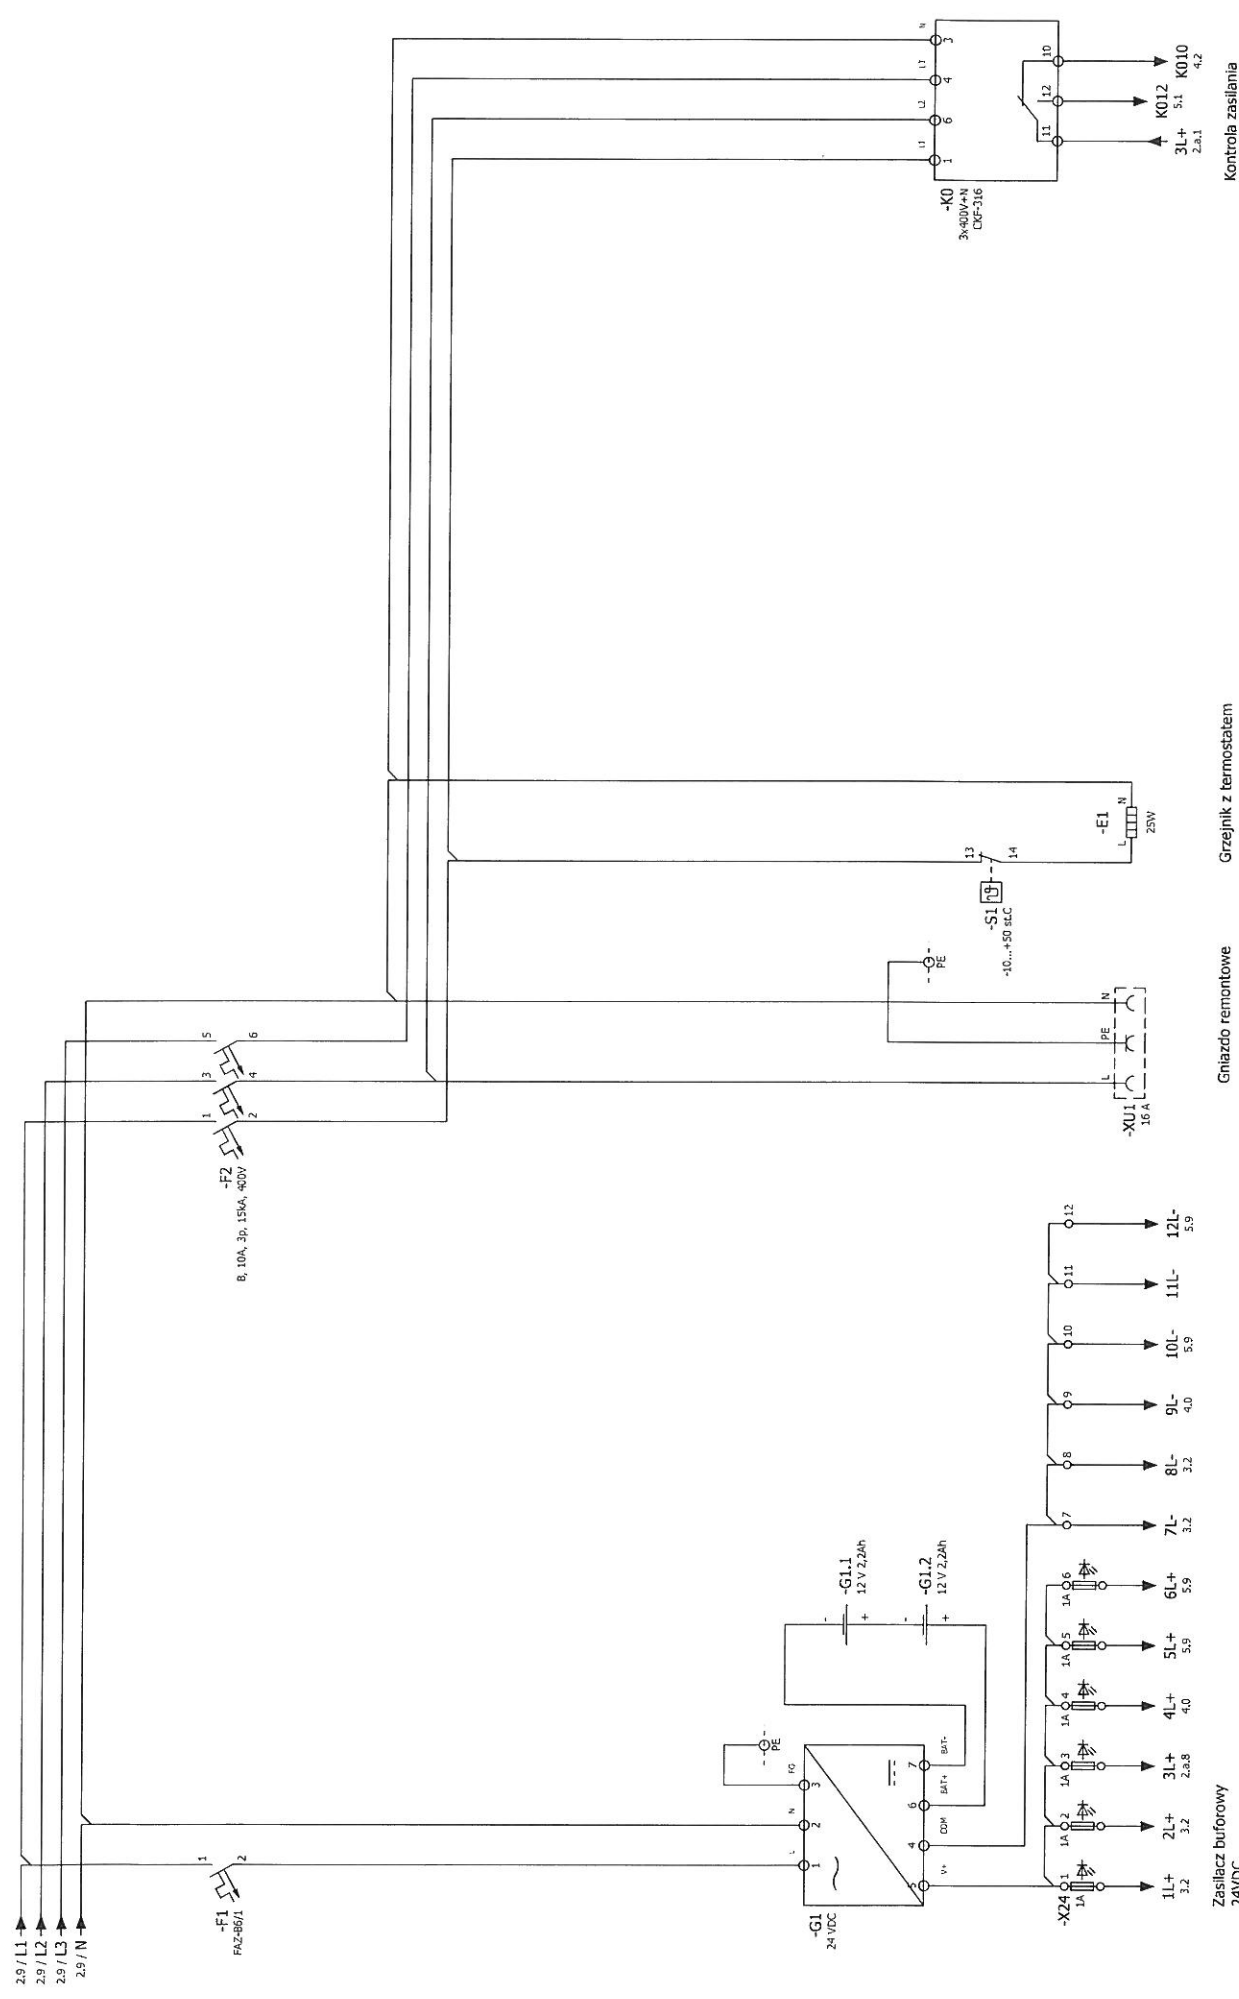 2.9 / L1
2.9 / L2
2.9 / L3
2.9 / N
-F1
FAZ-B6/1
1
2
-F2
B, 10A, 3p, 15kA, 400V
1
2
3
4
5
6
-G1
24 VDC
1
L
2
N
3
FG
PE
5
V+
4
COM
6
BAT+
7
BAT-
-G1.1
12 V 2,2Ah
-
+
-G1.2
12 V 2,2Ah
-
+
-X24
1
1A
2
1A
3
1A
4
1A
5
1A
6
1A
7
8
9
10
11
12
1L+
3.2
2L+
3.2
3L+
2.a.8
4L+
4.0
5L+
5.9
6L+
5.9
7L-
3.2
8L-
3.2
9L-
4.0
10L-
5.9
11L-
12L-
5.9
Zasilacz buforowy
24VDC
-XU1
16 A
L
PE
N
PE
Gniazdo remontowe
-S1
-10...+50 st.C
13
14
-E1
25W
L
N
Grzejnik z termostatem
-K0
3x400V+N
CKF-316
1
L1
6
L2
4
3
N
11
12
10
3L+
2.a.1
K012
5.1
K010
4.2
Kontrola zasilania